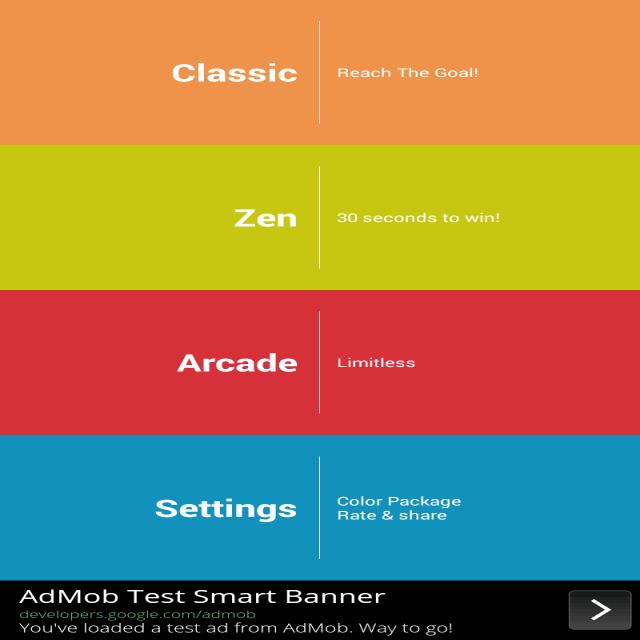 Classic
Reach The Goal!
Zen
30 seconds to win!
Arcade
Limitless
Settings
Color Package
Rate & share
AdMob Test Smart Banner
developers.google.com/admob
You've loaded a test ad from AdMob. Way to go!